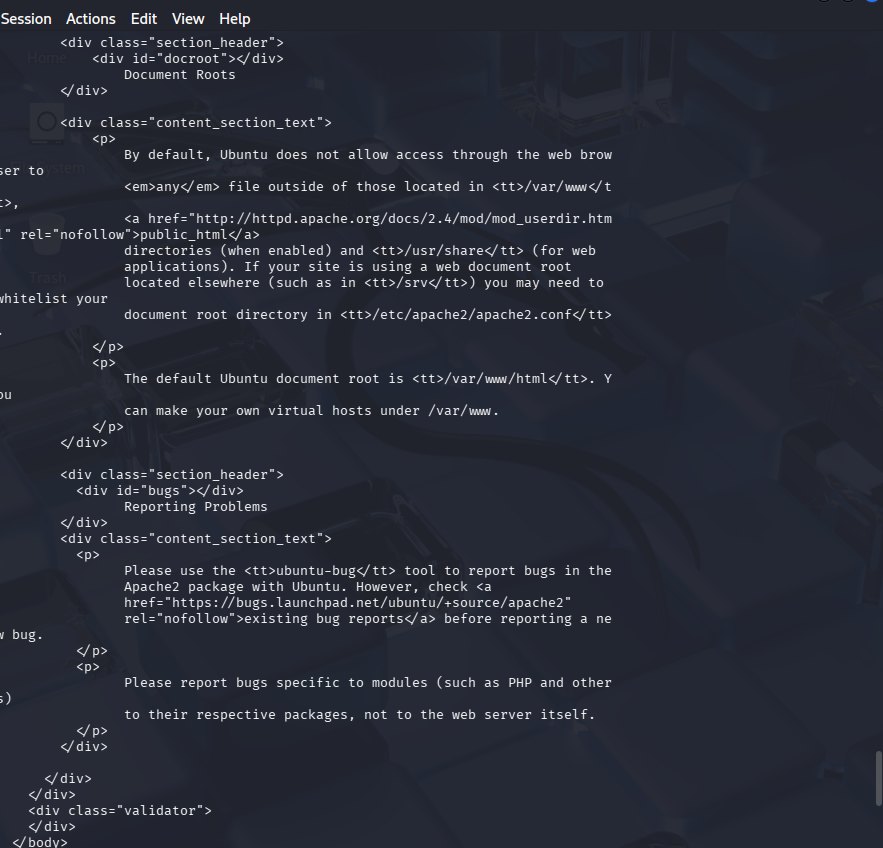 Session Actions Edit View Help
<div class="section_header">
<div id="docroot"></div>
Document Roots
</div>
<div class="content_section_text">
<p>
By default, Ubuntu does not allow access through the web brow
ser to
<em>any</em> file outside of those located in <tt>/var/www</t
t>,
<a href="http://httpd.apache.org/docs/2.4/mod/mod_userdir.htm
l" rel="nofollow">public_html</a>
directories (when enabled) and <tt>/usr/share</tt> (for web
applications). If your site is using a web document root
located elsewhere (such as in <tt>/srv</tt>) you may need to
whitelist your
document root directory in <tt>/etc/apache2/apache2.conf</tt>
.
</p>
<p>
The default Ubuntu document root is <tt>/var/www/html</tt>. Y
ou
can make your own virtual hosts under /var/www.
</p>
</div>
<div class="section_header">
<div id="bugs"></div>
Reporting Problems
</div>
<div class="content_section_text">
<p>
Please use the <tt>ubuntu-bug</tt> tool to report bugs in the
Apache2 package with Ubuntu. However, check <a
href="https://bugs.launchpad.net/ubuntu/+source/apache2"
rel="nofollow">existing bug reports</a> before reporting a ne
w bug.
</p>
<p>
Please report bugs specific to modules (such as PHP and other
s)
to their respective packages, not to the web server itself.
</p>
</div>
</div>
</div>
<div class="validator">
</div>
</body>
Home
Trash